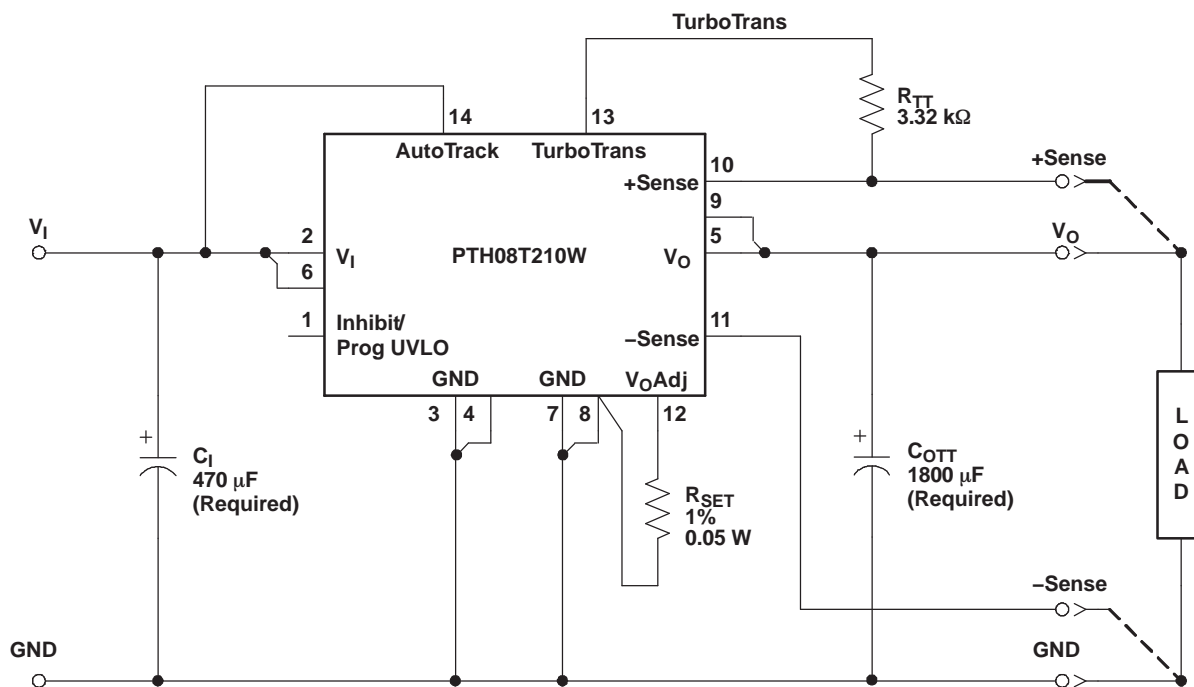 TurboTrans
R_TT
3.32 kΩ
14
13
AutoTrack
TurboTrans
10
+Sense
+Sense
9
V_I
2
V_I
PTH08T210W
5
V_O
V_O
6
1
Inhibit/
Prog UVLO
11
−Sense
GND
GND
V_OAdj
3
4
7
8
12
+
C_I
470 μF
(Required)
R_SET
1%
0.05 W
+
C_OTT
1800 μF
(Required)
L
O
A
D
−Sense
GND
GND